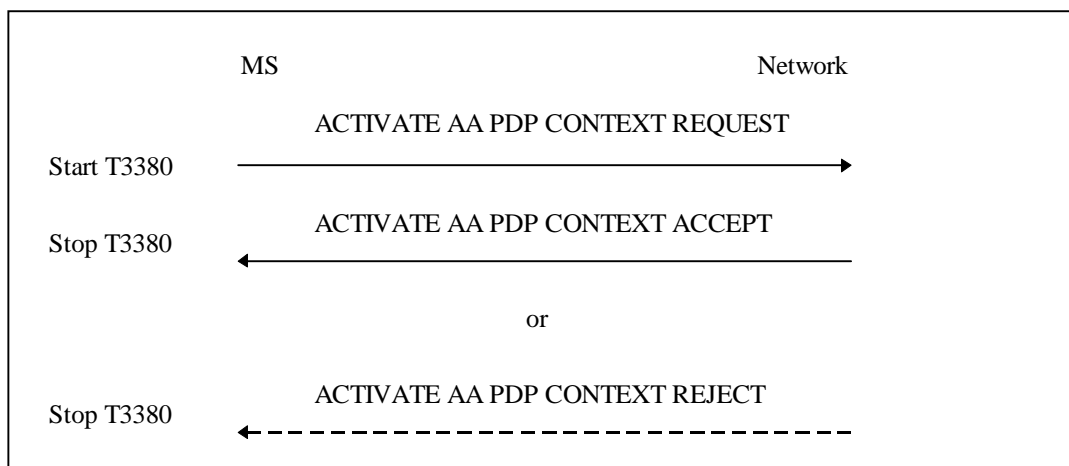 MS Network
ACTIVATE AA PDP CONTEXT REQUEST
Start T3380
ACTIVATE AA PDP CONTEXT ACCEPT
Stop T3380
or
ACTIVATE AA PDP CONTEXT REJECT
Stop T3380